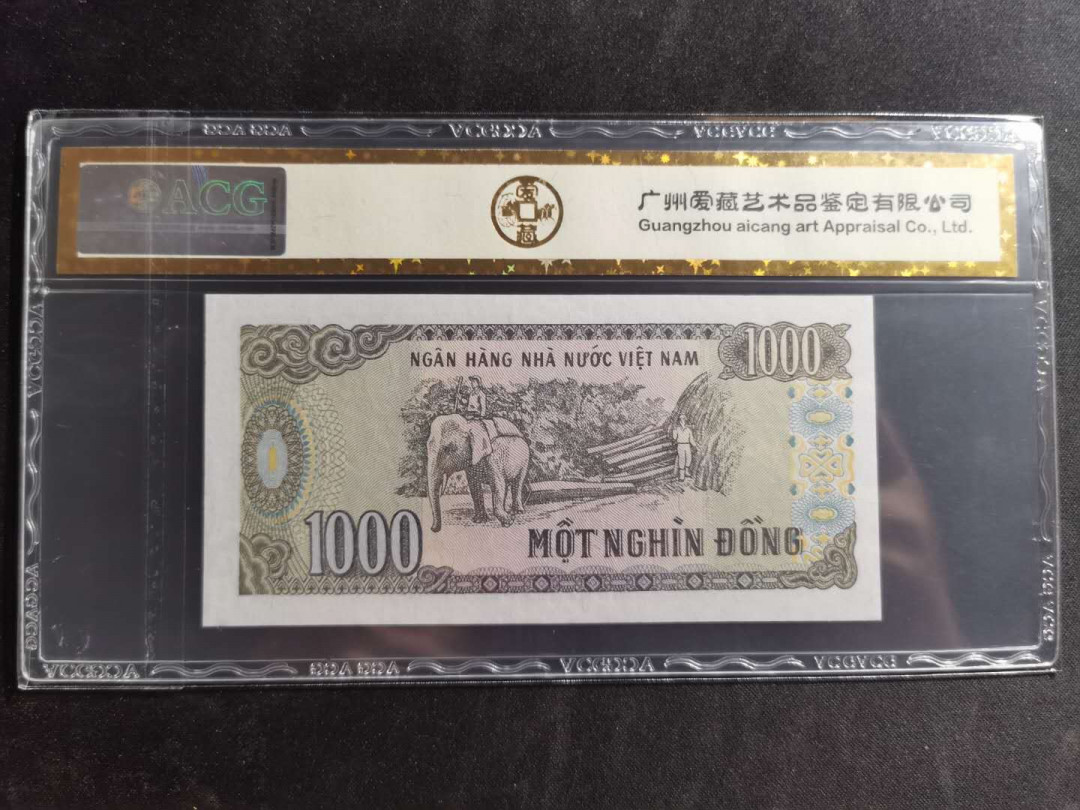 ACG
广州爱藏艺术品鉴定有限公司
Guangzhou aicang art Appraisal Co., Ltd.
NGÂN HÀNG NHÀ NƯỚC VIỆT NAM
1000
1000
MỘT NGHÌN ĐỒNG